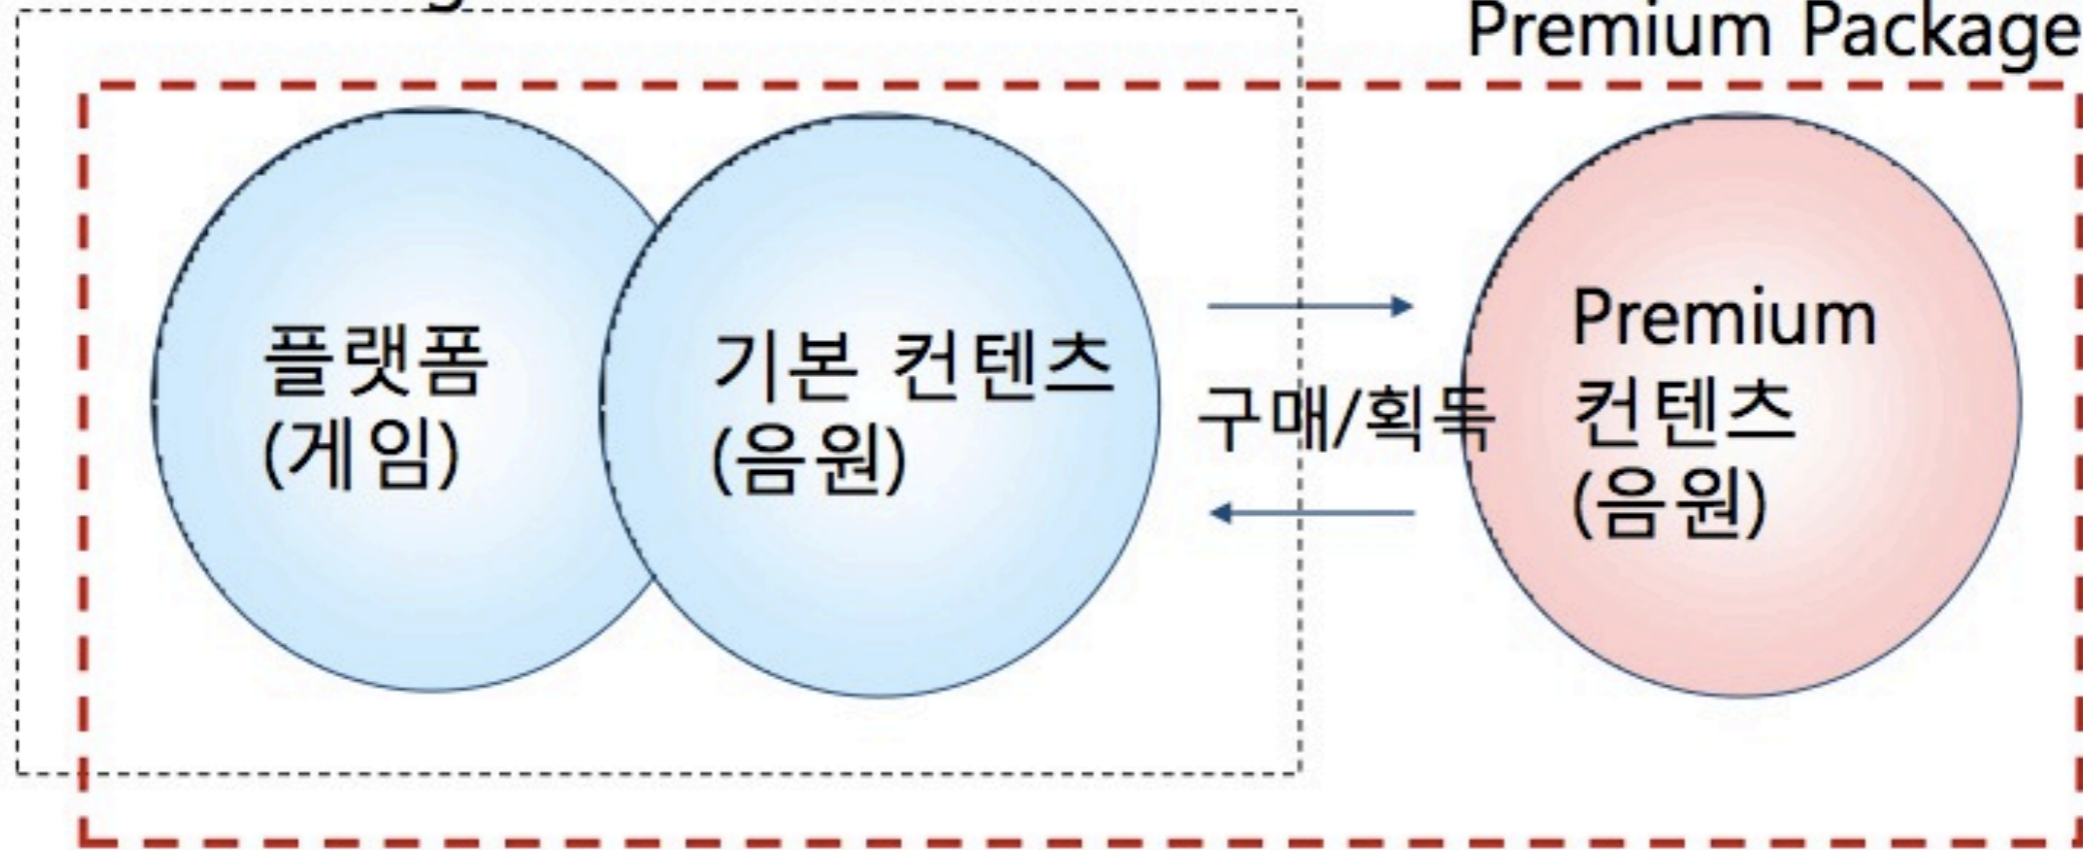 Premium Package
플랫폼
(게임)
기본 컨텐츠
(음원)
구매/획득
Premium
컨텐츠
(음원)